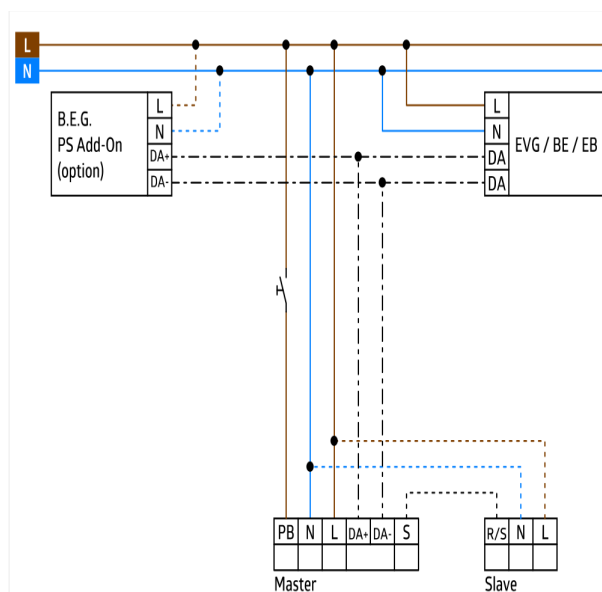 L
N
B.E.G.
PS Add-On
(option)
L
N
DA+
DA-
L
N
DA
DA
EVG / BE / EB
PB N L DA+ DA- S
Master
R/S N L
Slave